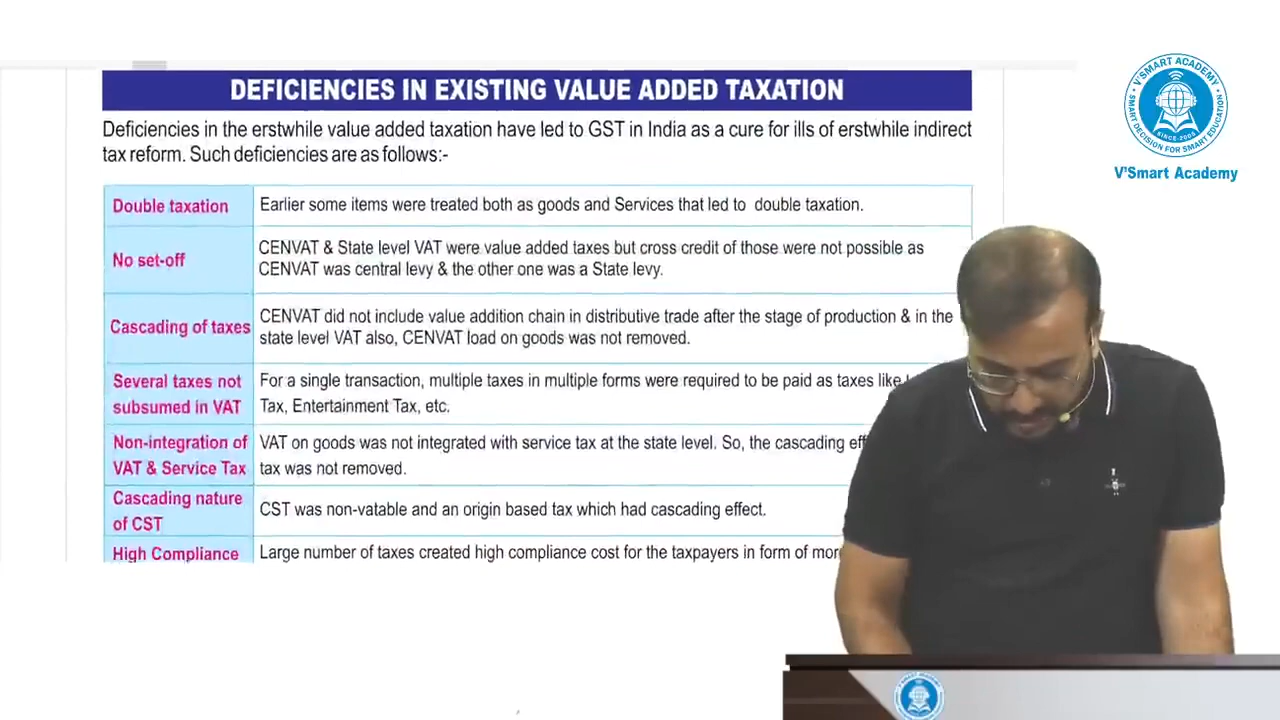 DEFICIENCIES IN EXISTING VALUE ADDED TAXATION
Deficiencies in the erstwhile value added taxation have led to GST in India as a cure for ills of erstwhile indirect
tax reform. Such deficiencies are as follows:-
Double taxation
Earlier some items were treated both as goods and Services that led to double taxation.
No set-off
CENVAT & State level VAT were value added taxes but cross credit of those were not possible as
CENVAT was central levy & the other one was a State levy.
Cascading of taxes
CENVAT did not include value addition chain in distributive trade after the stage of production & in the
state level VAT also, CENVAT load on goods was not removed.
Several taxes not
subsumed in VAT
For a single transaction, multiple taxes in multiple forms were required to be paid as taxes like
Tax, Entertainment Tax, etc.
Non-integration of
VAT & Service Tax
VAT on goods was not integrated with service tax at the state level. So, the cascading
tax was not removed.
Cascading nature
of CST
CST was non-vatable and an origin based tax which had cascading effect.
High Compliance
Large number of taxes created high compliance cost for the taxpayers in form of
V'SMART ACADEMY
SMART DECISION FOR SMART EDUCATION
SINCE-2005
V'Smart Academy